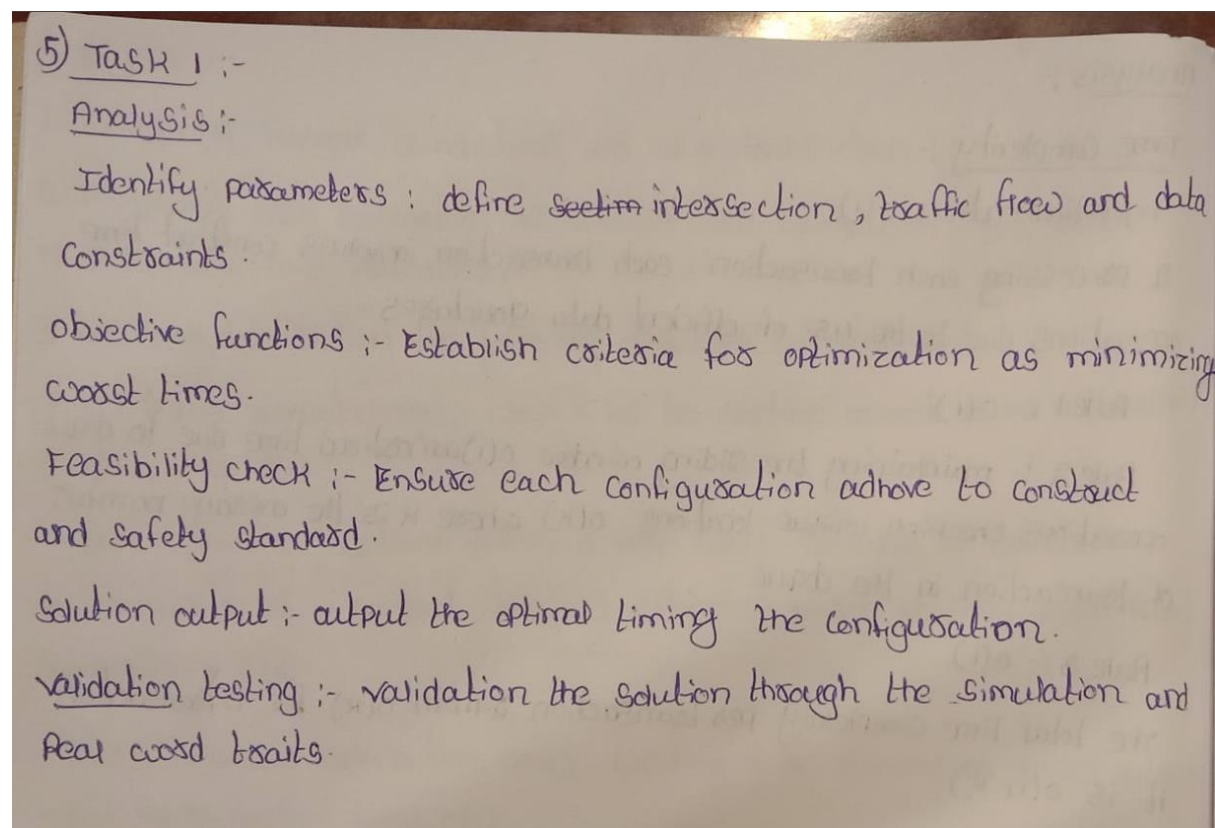 5) Task 1 :-
Analysis :-
Identify parameters : define seetim intersection, traffic frow and data
Constraints.
objective functions :- Establish criteria for optimization as minimizing
worst times.
Feasibility check :- Ensure each configuration adhove to construct
and safety standard.
Solution output :- output the optimal timing the configuration.
validation testing :- validation the solution through the simulation and
Real word traits.